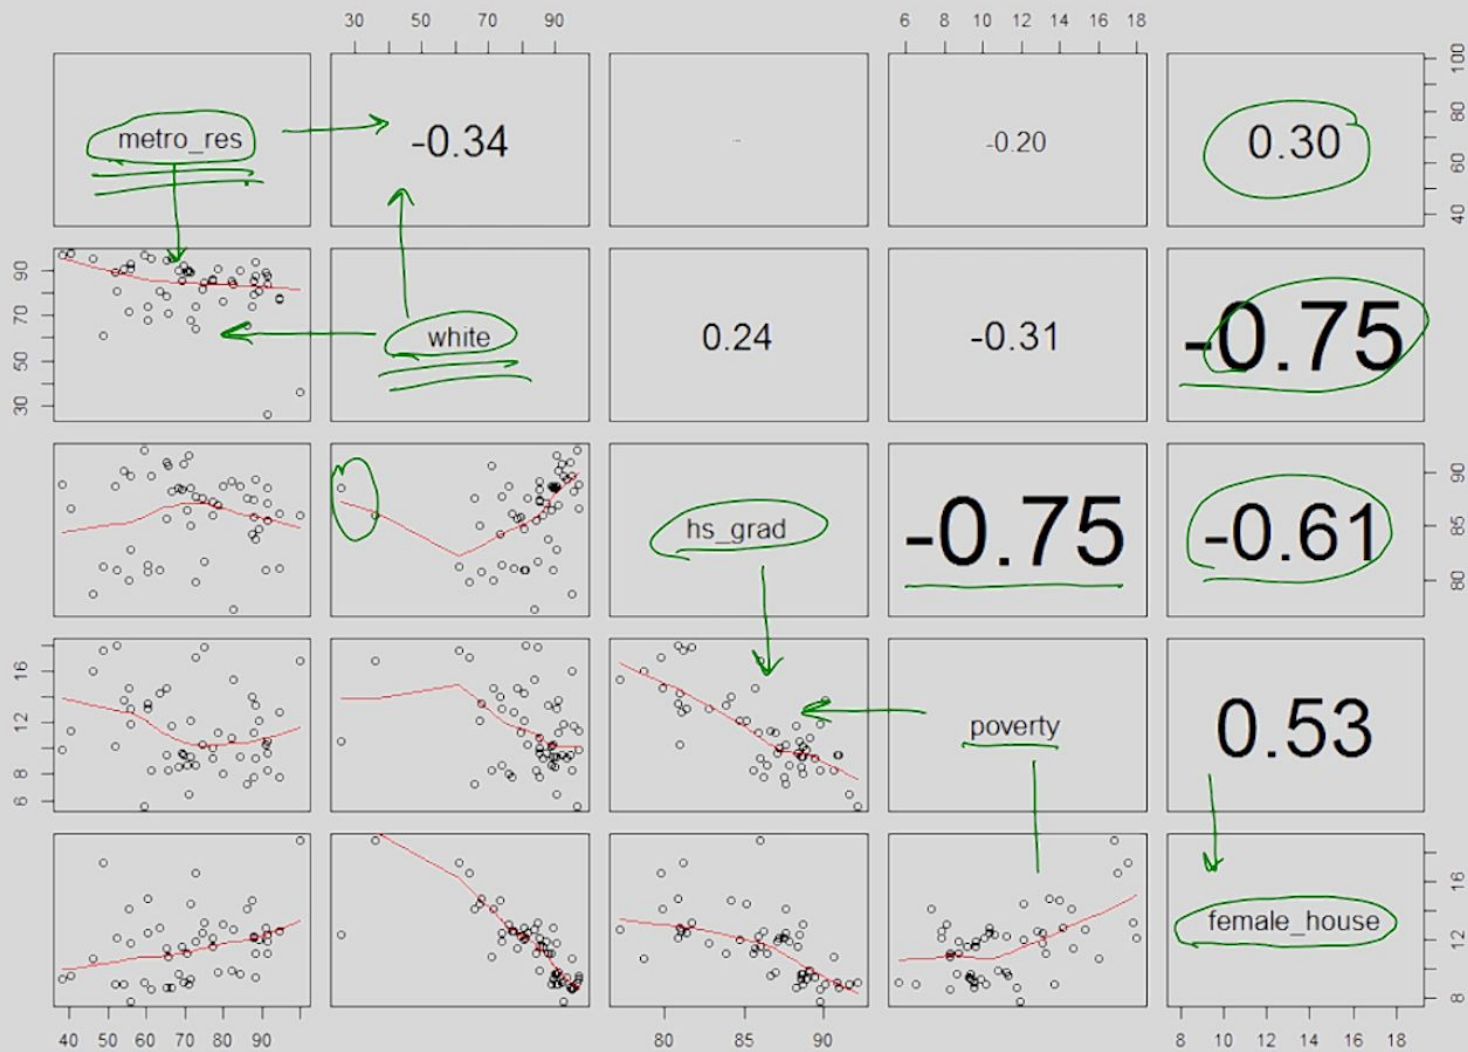 30 50 70 90 6 8 10 12 14 16 18
metro_res -0.34 -0.20 0.30
40 60 80 100
30 50 70 90
white 0.24 -0.31 -0.75
hs_grad -0.75 -0.61
80 85 90
6 8 12 16
poverty 0.53
female_house
8 12 16
40 50 60 70 80 90 80 85 90 8 10 12 14 16 18